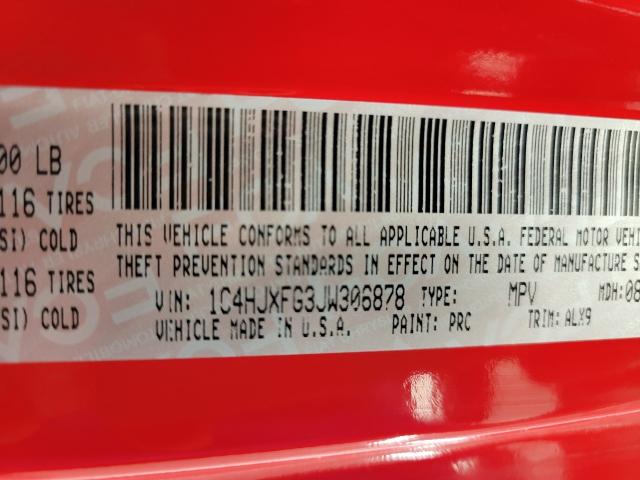 00 LB
116 TIRES
SI) COLD
116 TIRES
SI) COLD
THIS VEHICLE CONFORMS TO ALL APPLICABLE U.S.A. FEDERAL MOTOR VEHI
THEFT PREVENTION STANDARDS IN EFFECT ON THE DATE OF MANUFACTURE S
VIN: 1C4HJXFG3JW306878 TYPE: MPV MDH:08
VEHICLE MADE IN U.S.A. PAINT: PRC TRIM: ALX9